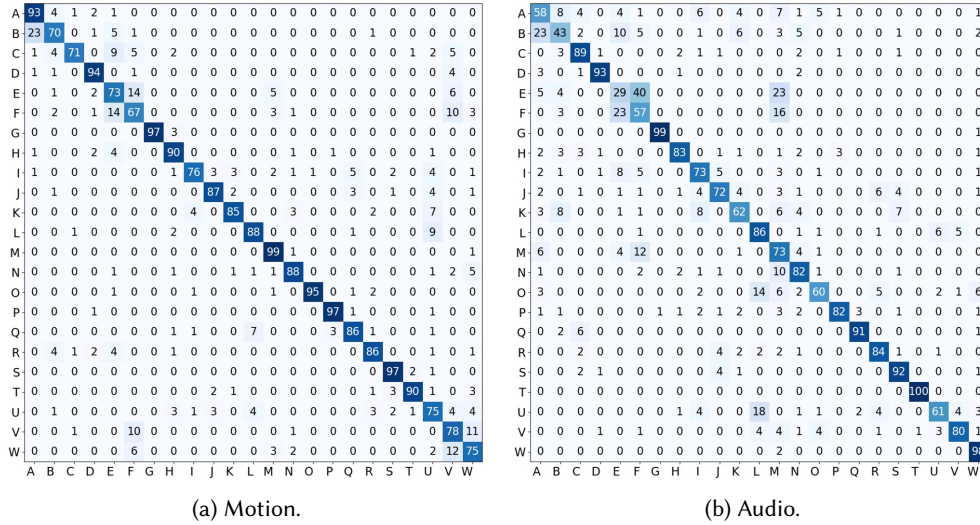 A 93 4 1 2 1 0 0 0 0 0 0 0 0 0 0 0 0 0 0 0 0 0 0
B 23 70 0 1 5 1 0 0 0 0 0 0 0 0 0 0 0 1 0 0 0 0 0
C 1 4 71 0 9 5 0 2 0 0 0 0 0 0 0 0 0 0 1 0 2 5 0
D 1 1 0 94 0 1 0 0 0 0 0 0 0 0 0 0 0 0 0 0 0 4 0
E 0 1 0 2 73 14 0 0 0 0 0 0 5 0 0 0 0 0 0 0 0 6 0
F 0 2 0 1 14 67 0 0 0 0 0 0 3 0 0 0 0 0 0 0 0 10 3
G 0 0 0 0 0 0 97 3 0 0 0 0 0 0 0 0 0 0 0 0 0 0 0
H 1 0 0 2 4 0 0 90 0 0 0 0 0 1 0 1 0 0 0 0 1 0 0
I 1 0 0 0 0 0 0 1 76 3 3 0 2 1 1 0 5 0 2 0 4 0 1
J 0 1 0 0 0 0 0 0 0 87 2 0 0 0 0 0 3 0 1 0 4 0 0
K 0 0 0 0 0 0 0 0 4 0 85 0 0 3 0 0 0 2 0 0 7 0 0
L 0 0 1 0 0 0 0 2 0 0 0 88 0 0 0 0 0 0 0 0 9 0 0
M 0 0 0 0 0 0 0 0 0 0 0 0 99 1 0 0 0 0 0 0 1 0 0
N 0 0 0 0 1 0 0 1 0 0 1 1 1 88 0 0 0 0 0 0 1 2 5
O 0 0 0 0 1 0 0 0 1 0 0 0 1 0 95 0 1 2 0 0 0 0 0
P 0 0 0 1 0 0 0 0 0 0 0 0 0 0 0 97 1 0 0 0 1 0 0
Q 0 0 0 0 0 0 0 1 1 0 0 7 0 0 0 3 86 1 0 0 1 0 0
R 0 4 1 2 4 0 0 1 0 0 0 0 0 0 0 0 0 86 0 0 1 0 1
S 0 0 0 0 0 0 0 0 0 0 0 0 0 0 0 0 0 0 97 2 1 0 0
T 0 0 0 0 0 0 0 0 0 2 1 0 0 0 0 0 0 1 3 90 1 0 3
U 0 1 0 0 0 0 0 3 1 3 0 4 0 0 0 0 0 3 2 1 75 4 4
V 0 0 1 0 0 10 0 0 0 0 1 0 0 1 0 0 0 0 0 0 0 78 11
W 0 0 0 0 0 6 0 0 0 0 0 0 3 2 0 0 0 0 0 0 2 12 75
A B C D E F G H I J K L M N O P Q R S T U V W
(a) Motion.
A 58 8 4 0 4 1 0 0 6 0 4 0 7 1 5 1 0 0 0 0 0 0 0
B 23 43 2 0 10 5 0 0 1 0 6 0 3 5 0 0 0 0 1 0 0 0 2
C 0 3 89 0 0 0 0 2 1 1 0 0 1 0 1 0 0 0 1 0 0 0 1
D 3 0 1 93 0 0 0 1 0 0 0 0 0 0 0 0 0 0 0 0 0 0 0
E 5 4 0 0 29 40 0 0 0 0 0 0 23 0 0 0 0 0 0 0 0 0 0
F 0 0 0 0 23 57 0 0 0 0 0 0 16 0 0 0 0 0 0 0 0 0 0
G 0 0 0 0 0 0 99 0 0 0 0 0 0 0 0 0 0 0 0 0 0 0 0
H 2 3 3 1 0 0 0 83 0 1 1 0 1 2 0 3 0 0 0 0 0 0 0
I 2 1 0 1 8 5 0 0 73 5 0 0 3 0 1 0 0 0 0 0 0 0 1
J 2 0 1 0 1 1 0 0 4 72 4 0 2 1 1 0 0 6 4 0 0 0 0
K 3 8 0 0 1 1 0 0 8 0 62 0 6 4 0 0 0 0 7 0 0 0 0
L 0 0 0 0 1 0 0 0 0 0 0 86 0 1 1 0 0 0 0 0 6 5 0
M 6 0 0 0 4 12 0 0 0 0 1 0 73 4 1 0 0 0 0 0 0 0 0
N 1 0 0 0 2 0 0 2 1 1 0 0 10 82 1 0 0 0 1 0 0 0 0
O 3 0 0 0 0 1 0 0 2 0 0 14 6 2 60 0 0 5 0 0 2 1 6
P 1 1 0 0 0 0 1 1 2 1 2 0 3 2 0 82 3 0 0 0 0 0 1
Q 0 2 6 0 0 0 0 0 0 0 0 0 0 0 0 0 91 0 0 0 0 0 0
R 0 0 0 0 0 0 0 0 0 4 2 2 2 0 0 0 0 84 1 0 1 0 0
S 0 2 0 0 0 0 0 0 0 4 1 0 0 0 0 0 0 0 92 0 0 0 1
T 0 0 0 0 0 0 0 0 0 0 0 0 0 0 0 0 0 0 0 100 0 0 0
U 0 0 0 0 0 0 0 1 4 0 0 18 0 1 1 0 2 4 0 0 61 4 3
V 0 2 0 1 1 0 0 0 0 0 0 4 4 1 4 0 0 0 1 1 3 80 1
W 0 0 0 0 0 0 0 0 0 0 0 0 2 0 0 0 0 0 0 0 0 0 98
A B C D E F G H I J K L M N O P Q R S T U V W
(b) Audio.